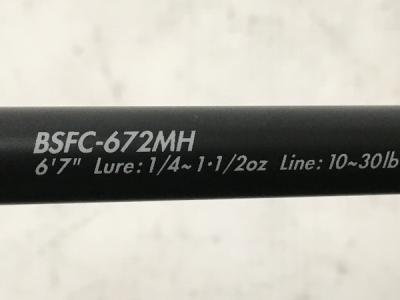 BSFC-672MH
6'7" Lure: 1/4~1·1/2oz Line: 10~30lb